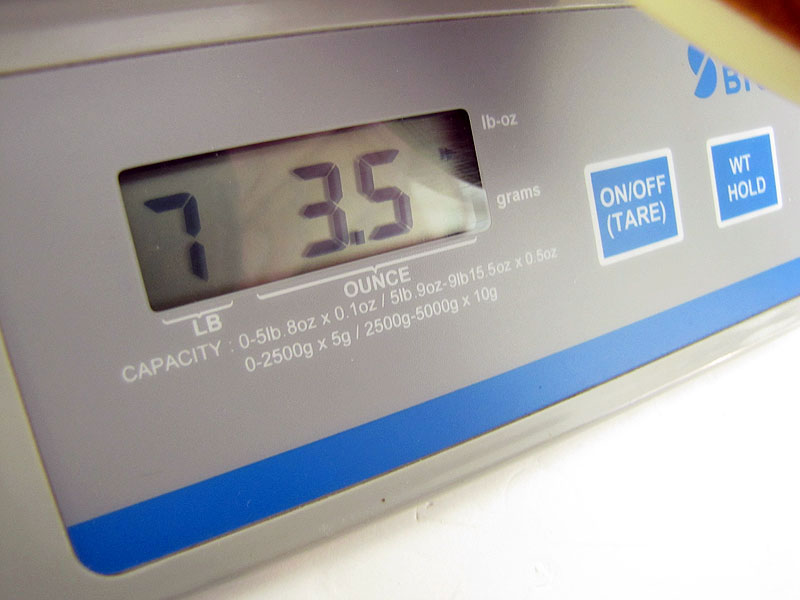 lb-oz
7 3.5
grams
LB OUNCE
CAPACITY : 0-5lb.8oz x 0.1oz / 5lb.9oz-9lb15.5oz x 0.5oz
0-2500g x 5g / 2500g-5000g x 10g
ON/OFF
(TARE)
WT
HOLD